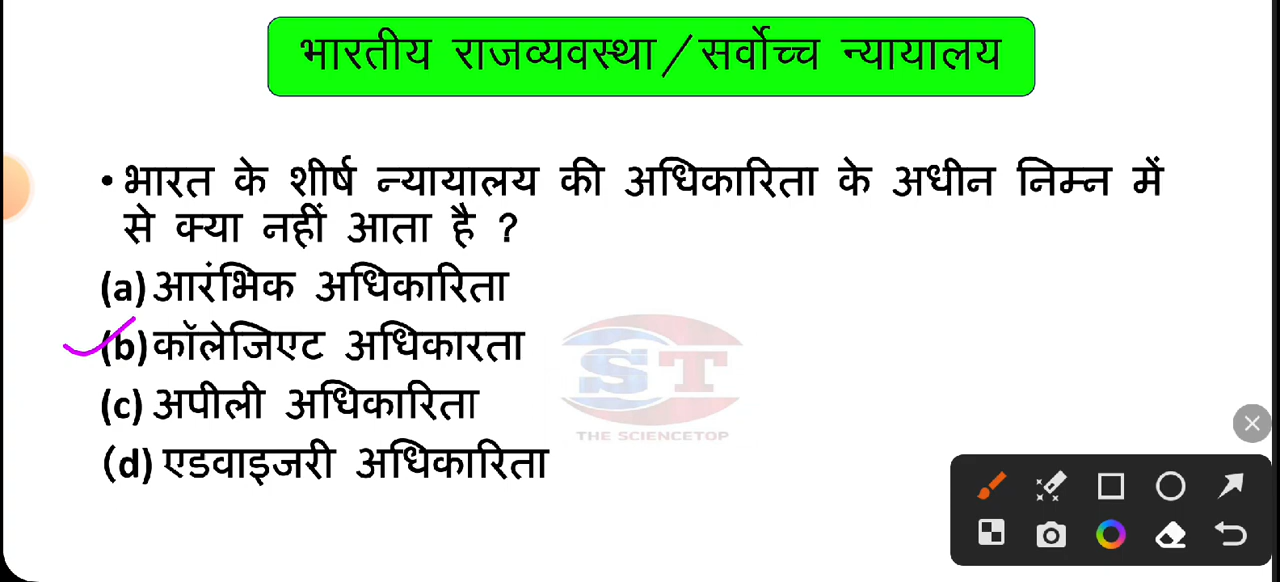 भारतीय राजव्यवस्था/सर्वोच्च न्यायालय
• भारत के शीर्ष न्यायालय की अधिकारिता के अधीन निम्न में
से क्या नहीं आता है ?
(a) आरंभिक अधिकारिता
(b) कॉलेजिएट अधिकारता
(c) अपीली अधिकारिता
(d) एडवाइजरी अधिकारिता
ST
THE SCIENCETOP